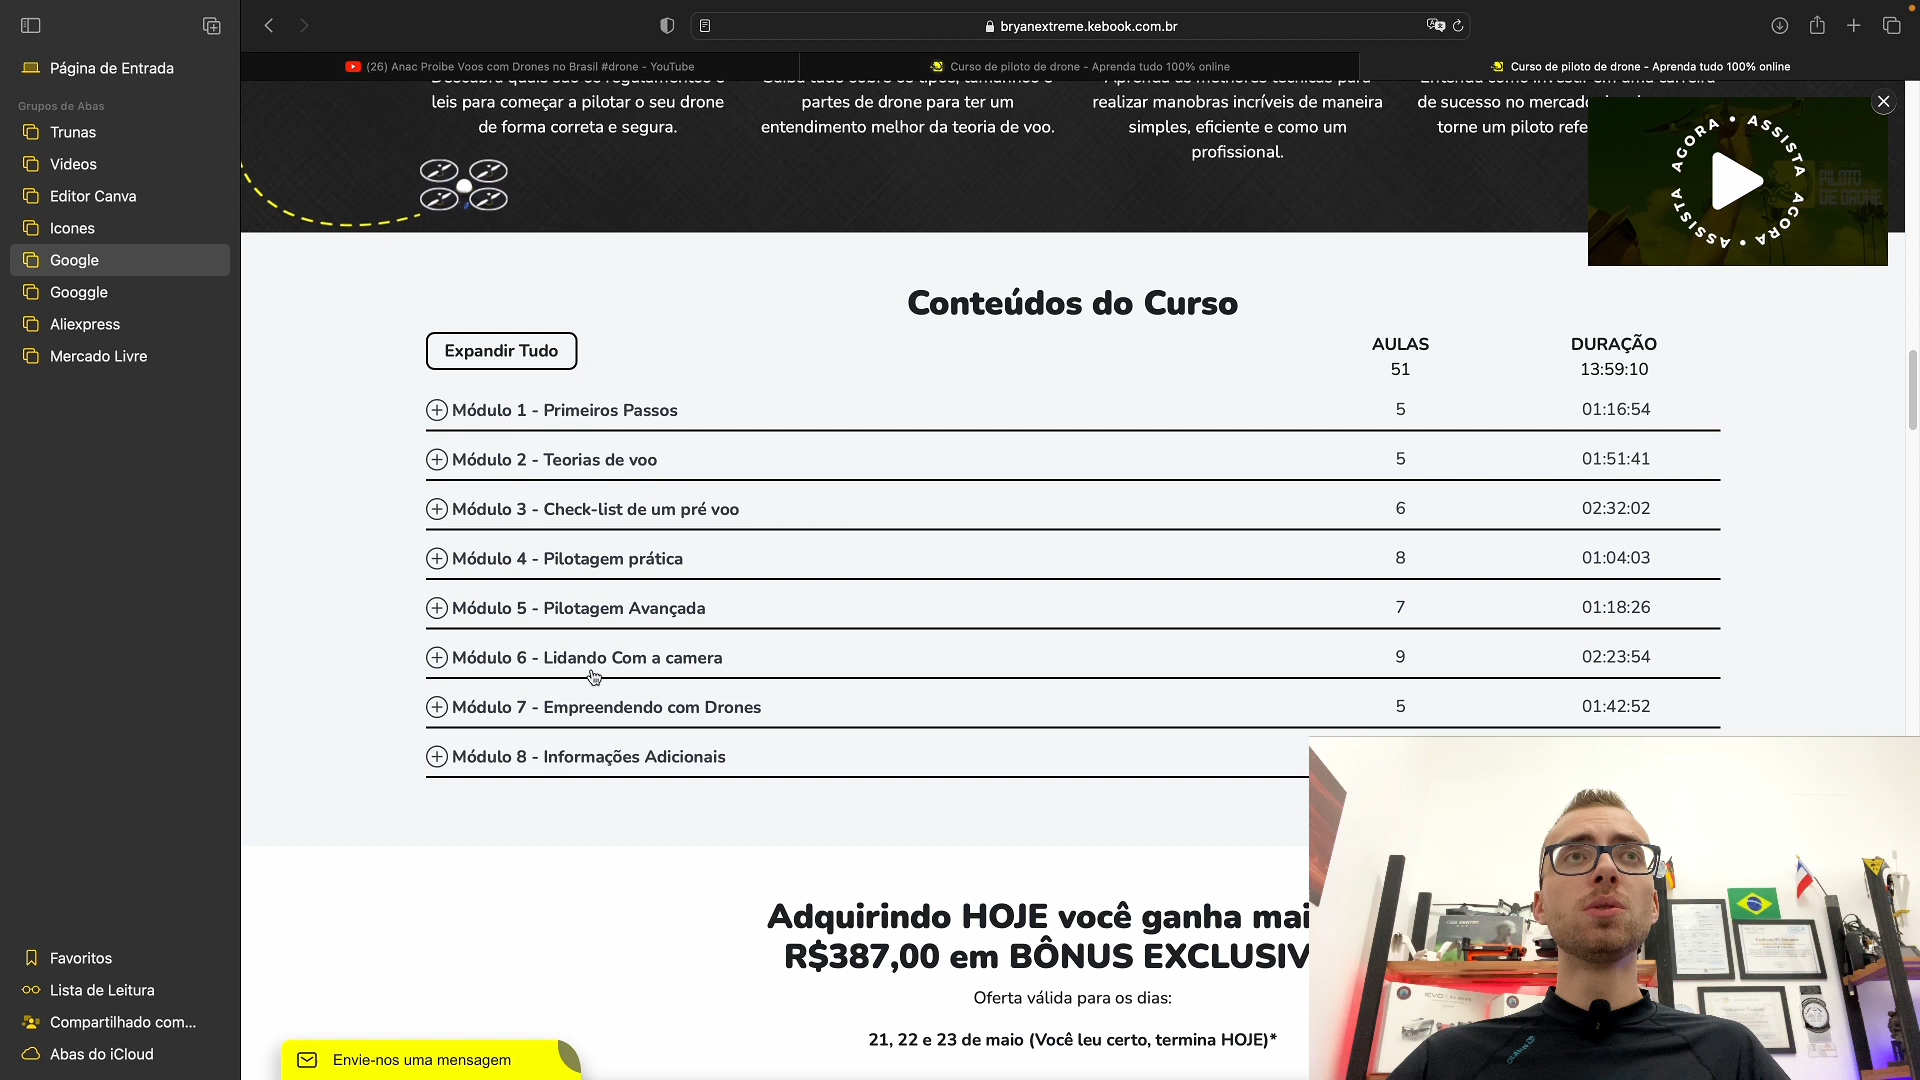 bryanextreme.kebook.com.br
(26) Anac Proibe Voos com Drones no Brasil #drone - YouTube
Curso de piloto de drone - Aprenda tudo 100% online
Curso de piloto de drone - Aprenda tudo 100% online
Página de Entrada
Grupos de Abas
Trunas
Videos
Editor Canva
Icones
Google
Googgle
Aliexpress
Mercado Livre
Favoritos
Lista de Leitura
Compartilhado com...
Abas do iCloud
leis para começar a pilotar o seu drone
de forma correta e segura.
partes de drone para ter um
entendimento melhor da teoria de voo.
realizar manobras incríveis de maneira
simples, eficiente e como um
profissional.
de sucesso no mercado
torne um piloto refe
ASSISTA • AGORA • ASSISTA • AGORA
PILOTO
DE DRONE
Conteúdos do Curso
Expandir Tudo
AULAS
51
DURAÇÃO
13:59:10
Módulo 1 - Primeiros Passos 5 01:16:54
Módulo 2 - Teorias de voo 5 01:51:41
Módulo 3 - Check-list de um pré voo 6 02:32:02
Módulo 4 - Pilotagem prática 8 01:04:03
Módulo 5 - Pilotagem Avançada 7 01:18:26
Módulo 6 - Lidando Com a camera 9 02:23:54
Módulo 7 - Empreendendo com Drones 5 01:42:52
Módulo 8 - Informações Adicionais
Adquirindo HOJE você ganha mai
R$387,00 em BÔNUS EXCLUSIV
Oferta válida para os dias:
21, 22 e 23 de maio (Você leu certo, termina HOJE)*
Envie-nos uma mensagem